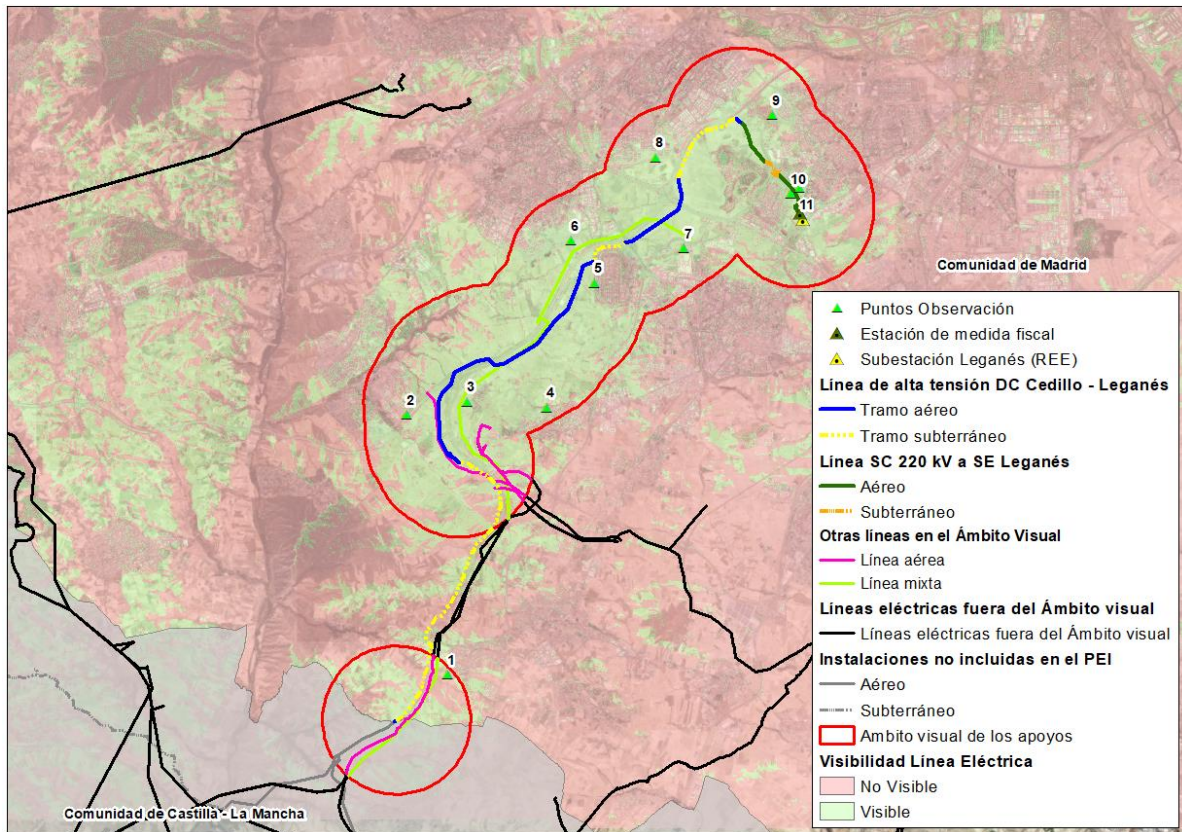 9
8
10
11
6
7
5
Comunidad de Madrid
2
3
4
1
Comunidad de Castilla - La Mancha
Puntos Observación
Estación de medida fiscal
Subestación Leganés (REE)
Línea de alta tensión DC Cedillo - Leganés
Tramo aéreo
Tramo subterráneo
Línea SC 220 kV a SE Leganés
Aéreo
Subterráneo
Otras líneas en el Ámbito Visual
Línea aérea
Línea mixta
Líneas eléctricas fuera del Ámbito visual
Líneas eléctricas fuera del Ámbito visual
Instalaciones no incluidas en el PEI
Aéreo
Subterráneo
Ambito visual de los apoyos
Visibilidad Línea Eléctrica
No Visible
Visible